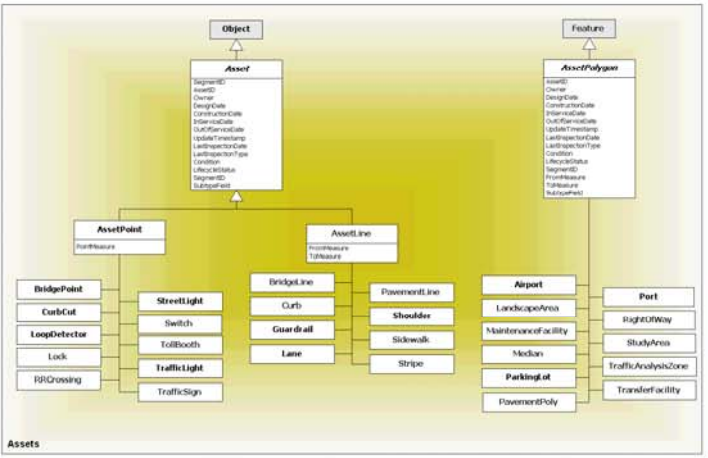 Object
Asset
SegmentID
AssetID
Owner
DesignDate
ConstructionDate
InServiceDate
OutOfServiceDate
UpdateTimestamp
LastInspectionDate
LastInspectionType
Condition
LifecycleStatus
SegmentID
SubtypeField
Feature
AssetPolygon
AssetID
Owner
DesignDate
ConstructionDate
InServiceDate
OutOfServiceDate
UpdateTimestamp
LastInspectionDate
LastInspectionType
Condition
LifecycleStatus
SegmentID
FromMeasure
ToMeasure
SubtypeField
AssetPoint
PointMeasure
AssetLine
FromMeasure
ToMeasure
BridgePoint
CurbCut
LoopDetector
Lock
RRCrossing
StreetLight
Switch
TollBooth
TrafficLight
TrafficSign
BridgeLine
Curb
Guardrail
Lane
PavementLine
Shoulder
Sidewalk
Stripe
Airport
LandscapeArea
MaintenanceFacility
Median
ParkingLot
PavementPoly
Port
RightOfWay
StudyArea
TrafficAnalysisZone
TransferFacility
Assets